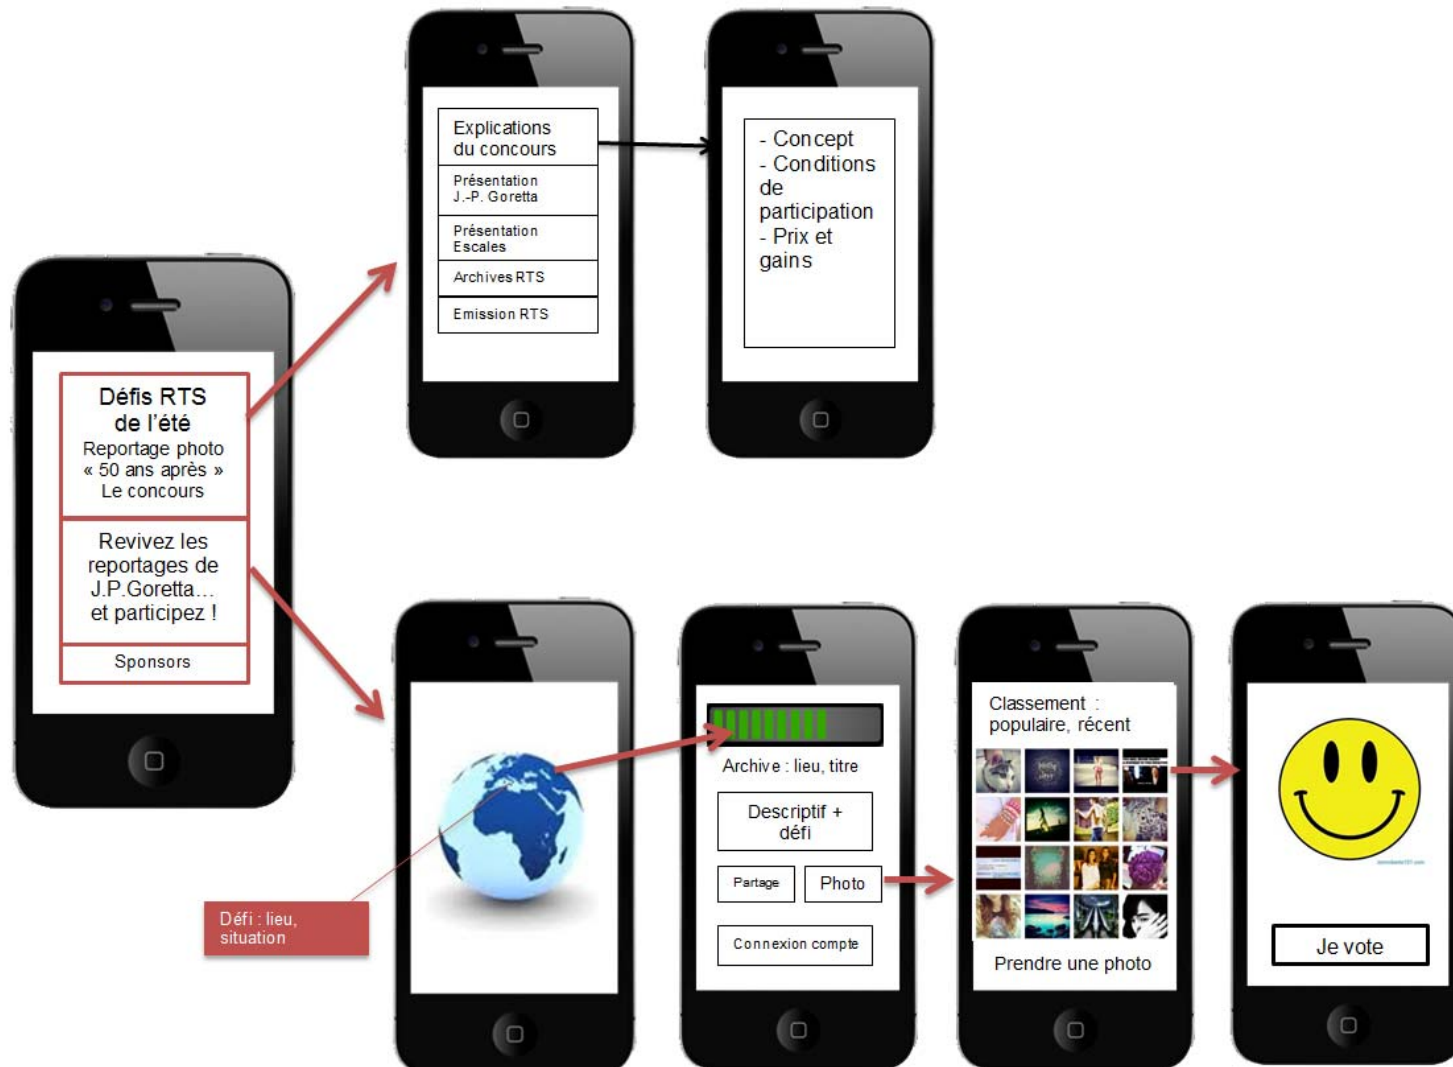 Défis RTS
de l'été
Reportage photo
« 50 ans après »
Le concours
Revivez les
reportages de
J.P.Goretta...
et participez !
Sponsors
Explications
du concours
Présentation
J.-P. Goretta
Présentation
Escales
Archives RTS
Emission RTS
- Concept
- Conditions
de
participation
- Prix et
gains
Défi : lieu,
situation
Archive : lieu, titre
Descriptif +
défi
Partage
Photo
Connexion compte
Classement :
populaire, récent
Prendre une photo
Je vote